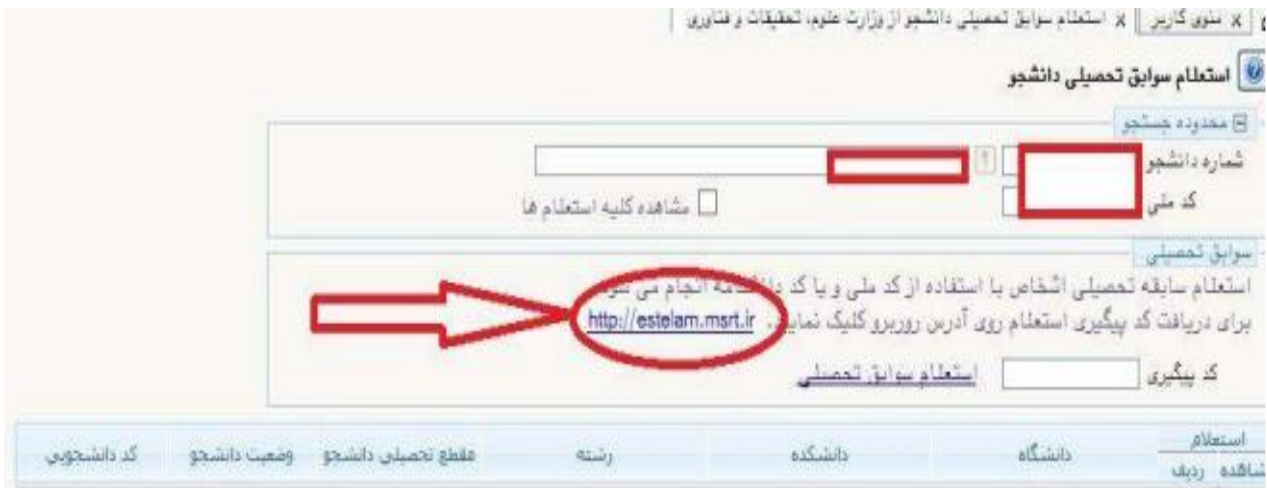 x منوی کاربر x استعلام سوابق تحصیلی دانشجو از وزارت علوم، تحقیقات و فناوری
استعلام سوابق تحصیلی دانشجو
محدوده جستجو
شماره دانشجو ؟
کد ملی مشاهده کلیه استعلام ها
سوابق تحصیلی
استعلام سابقه تحصیلی اشخاص با استفاده از کد ملی و یا کد دانشنامه انجام می شود
برای دریافت کد پیگیری استعلام روی آدرس روربرو کلیک نمایید. http://estelam.msrt.ir
کد پیگیری استعلام سوابق تحصیلی
استعلام
ردیف دانشگاه دانشکده رشته مقطع تحصیلی دانشجو وضعیت دانشجو کد دانشجویی